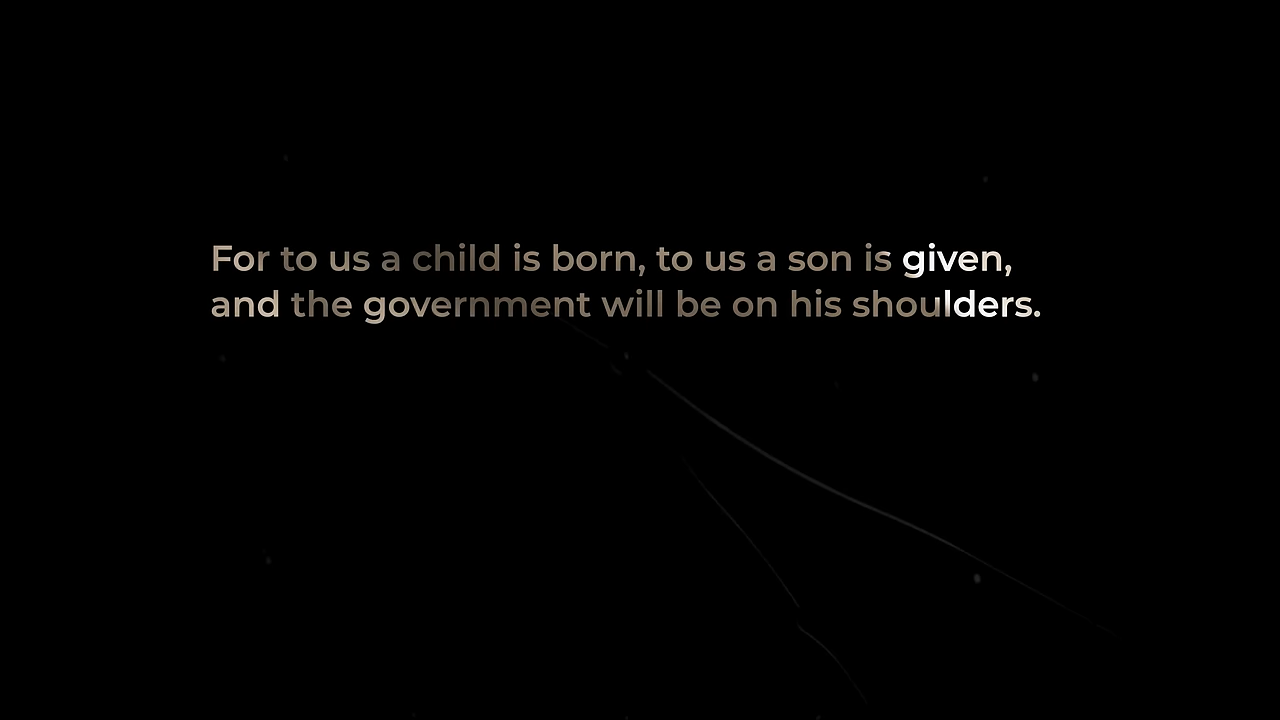 For to us a child is born, to us a son is given,
and the government will be on his shoulders.